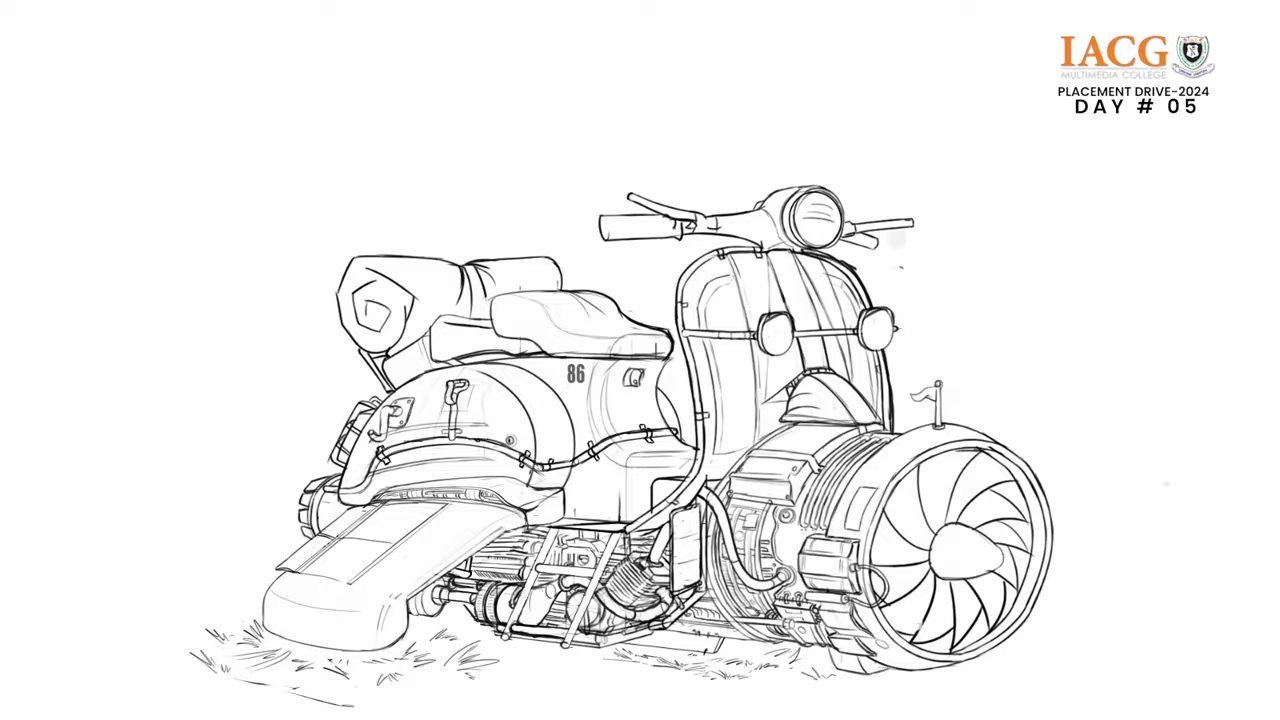 IACG
MULTIMEDIA COLLEGE
PLACEMENT DRIVE-2024
DAY # 05
86